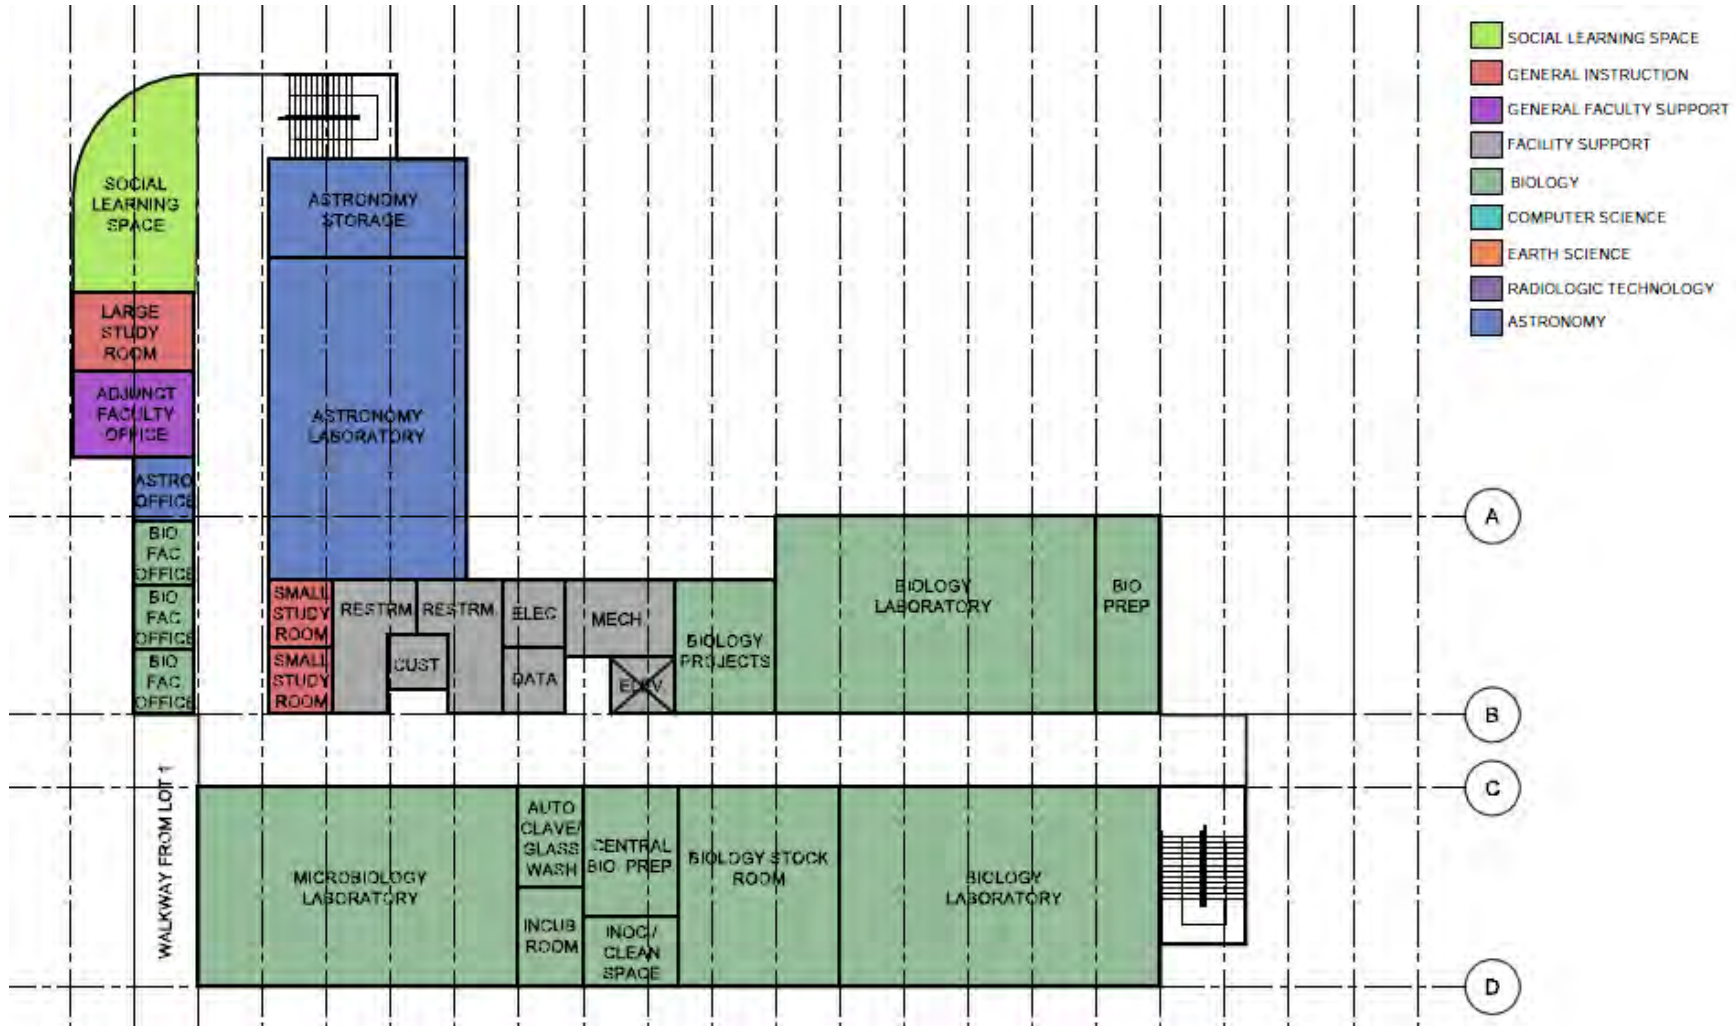 SOCIAL LEARNING SPACE
GENERAL INSTRUCTION
GENERAL FACULTY SUPPORT
FACILITY SUPPORT
BIOLOGY
COMPUTER SCIENCE
EARTH SCIENCE
RADIOLOGIC TECHNOLOGY
ASTRONOMY
SOCIAL
LEARNING
SPACE
ASTRONOMY
STORAGE
LARGE
STUDY
ROOM
ADJUNCT
FACULTY
OFFICE
ASTRONOMY
LABORATORY
ASTRO
OFFICE
BIO
FAC
OFFICE
BIO
FAC
OFFICE
BIO
FAC
OFFICE
SMALL
STUDY
ROOM
SMALL
STUDY
ROOM
RESTRM
RESTRM
CUST
ELEC
DATA
MECH
ELEV.
BIOLOGY
PROJECTS
BIOLOGY
LABORATORY
BIO
PREP
A
B
C
D
WALKWAY FROM LOT 1
MICROBIOLOGY
LABORATORY
AUTO
CLAVE/
GLASS
WASH
INCUB
ROOM
CENTRAL
BIO. PREP
INOC./
CLEAN
SPACE
BIOLOGY STOCK
ROOM
BIOLOGY
LABORATORY